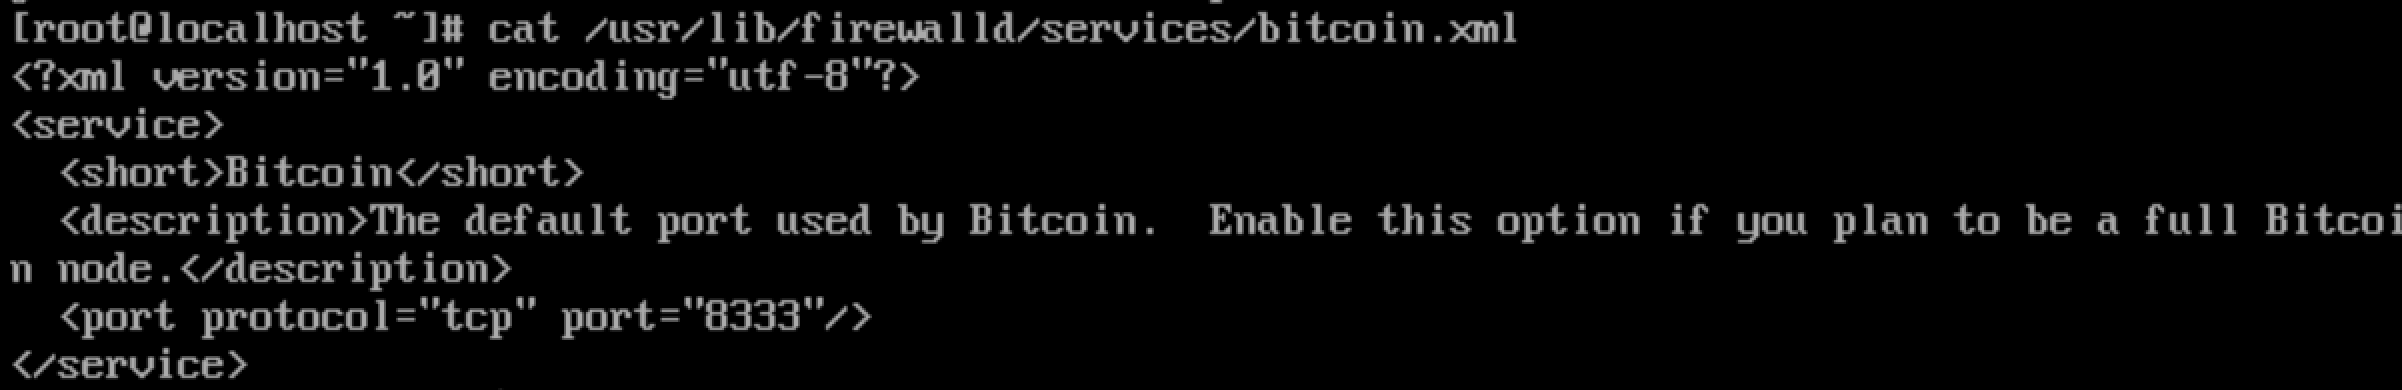 [root@localhost ~]# cat /usr/lib/firewalld/services/bitcoin.xml
<?xml version="1.0" encoding="utf-8"?>
<service>
  <short>Bitcoin</short>
  <description>The default port used by Bitcoin.  Enable this option if you plan to be a full Bitcoi
n node.</description>
  <port protocol="tcp" port="8333"/>
</service>